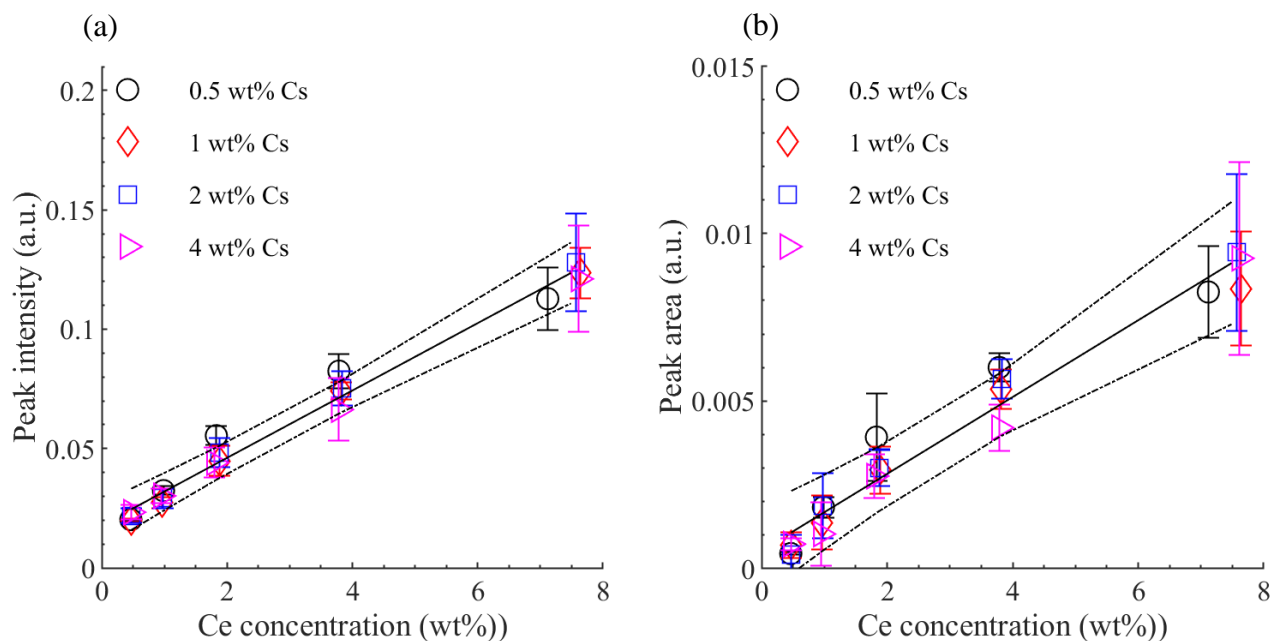 (a)
0.2
0.15
0.1
0.05
0
0 2 4 6 8
Peak intensity (a.u.)
Ce concentration (wt%))
0.5 wt% Cs
1 wt% Cs
2 wt% Cs
4 wt% Cs
(b)
0.015
0.01
0.005
0
0 2 4 6 8
Peak area (a.u.)
Ce concentration (wt%))
0.5 wt% Cs
1 wt% Cs
2 wt% Cs
4 wt% Cs